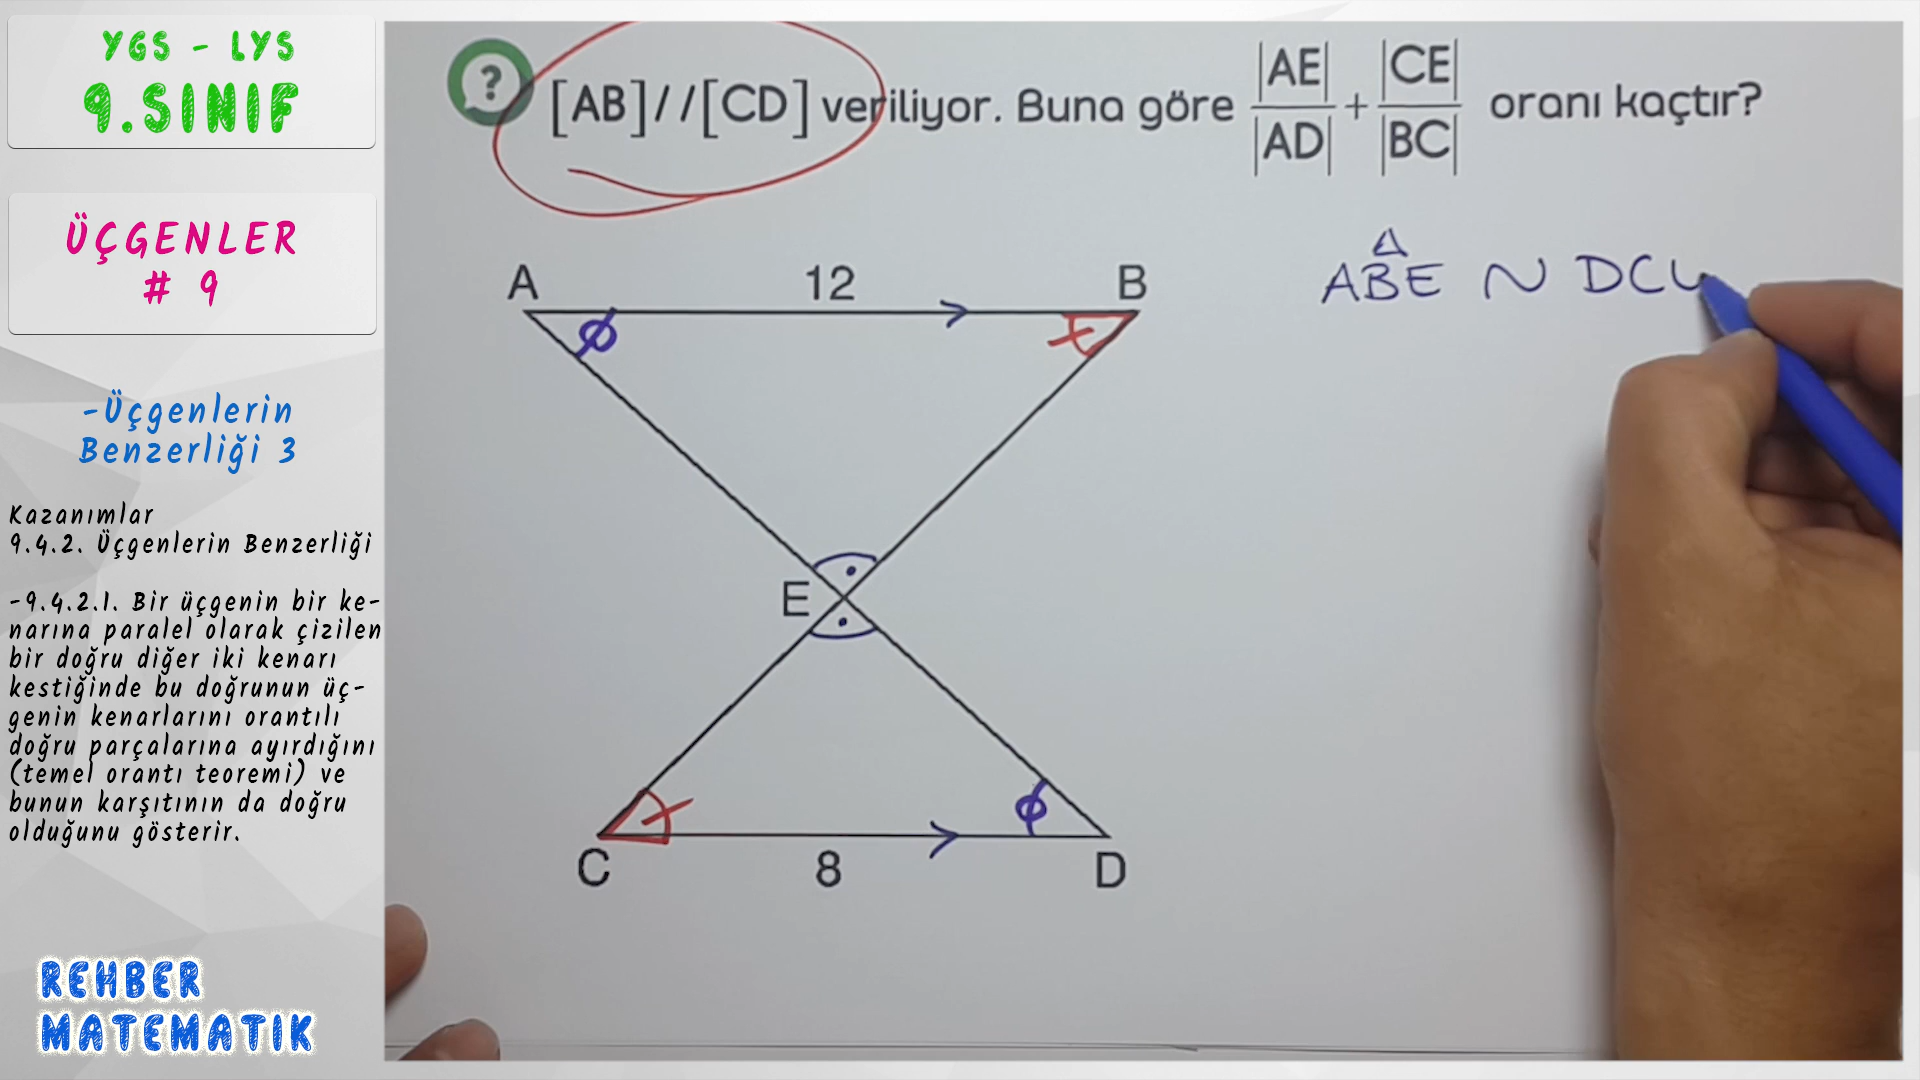 YGS - LYS
9.SINIF
ÜÇGENLER
# 9
-Üçgenlerin
Benzerliği 3
Kazanımlar
9.4.2. Üçgenlerin Benzerliği
-9.4.2.1. Bir üçgenin bir ke-
narına paralel olarak çizilen
bir doğru diğer iki kenarı
kestiğinde bu doğrunun üç-
genin kenarlarını orantılı
doğru parçalarına ayırdığını
(temel orantı teoremi) ve
bunun karşıtının da doğru
olduğunu gösterir.
REHBER
MATEMATIK
?
[AB]//[CD] veriliyor. Buna göre |AE|/|AD| + |CE|/|BC| oranı kaçtır?
ABE ~ DC
A 12 B
E
C 8 D